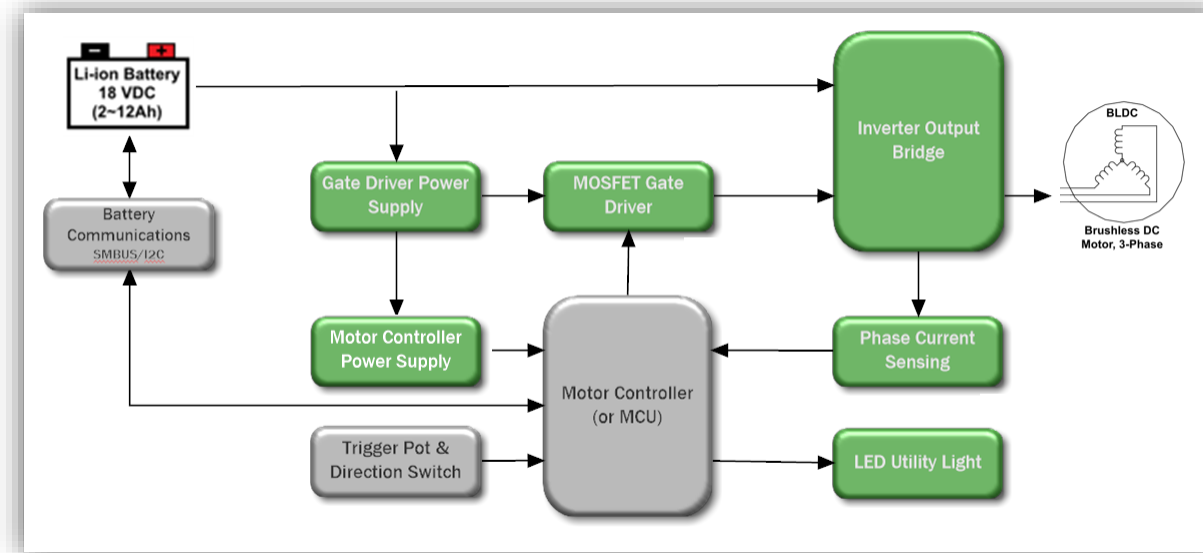 Li-ion Battery
18 VDC
(2~12Ah)
Battery
Communications
SMBUS/I2C
Gate Driver Power
Supply
MOSFET Gate
Driver
Inverter Output
Bridge
BLDC
Brushless DC
Motor, 3-Phase
Motor Controller
Power Supply
Motor Controller
(or MCU)
Phase Current
Sensing
Trigger Pot &
Direction Switch
LED Utility Light